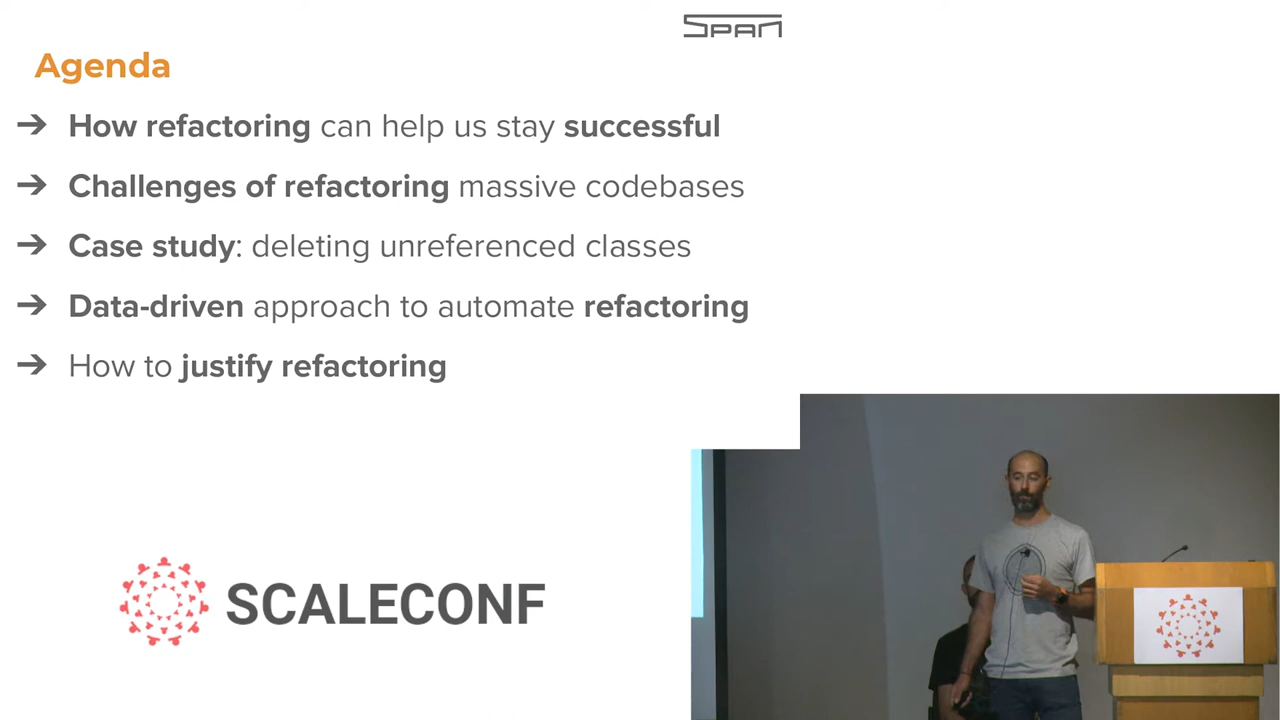 SPAN
Agenda
➔ How refactoring can help us stay successful
➔ Challenges of refactoring massive codebases
➔ Case study: deleting unreferenced classes
➔ Data-driven approach to automate refactoring
➔ How to justify refactoring
SCALECONF